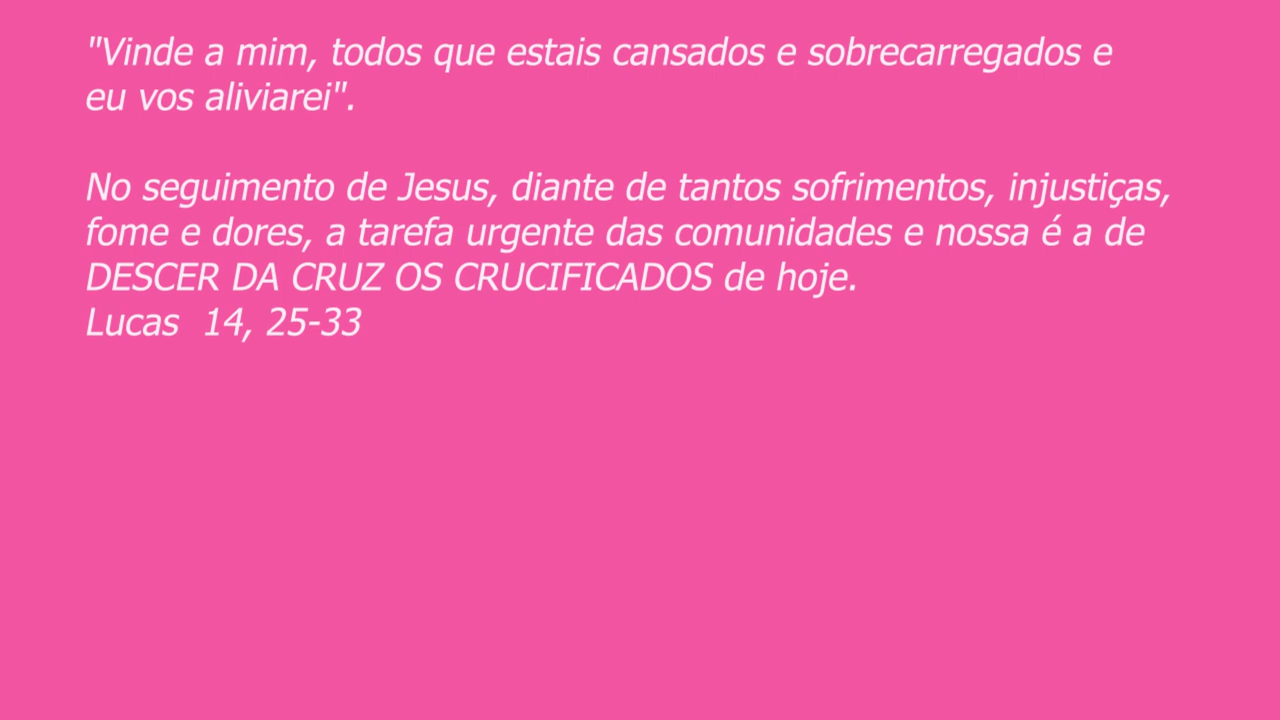 "Vinde a mim, todos que estais cansados e sobrecarregados e
eu vos aliviarei".
No seguimento de Jesus, diante de tantos sofrimentos, injustiças,
fome e dores, a tarefa urgente das comunidades e nossa é a de
DESCER DA CRUZ OS CRUCIFICADOS de hoje.
Lucas  14, 25-33